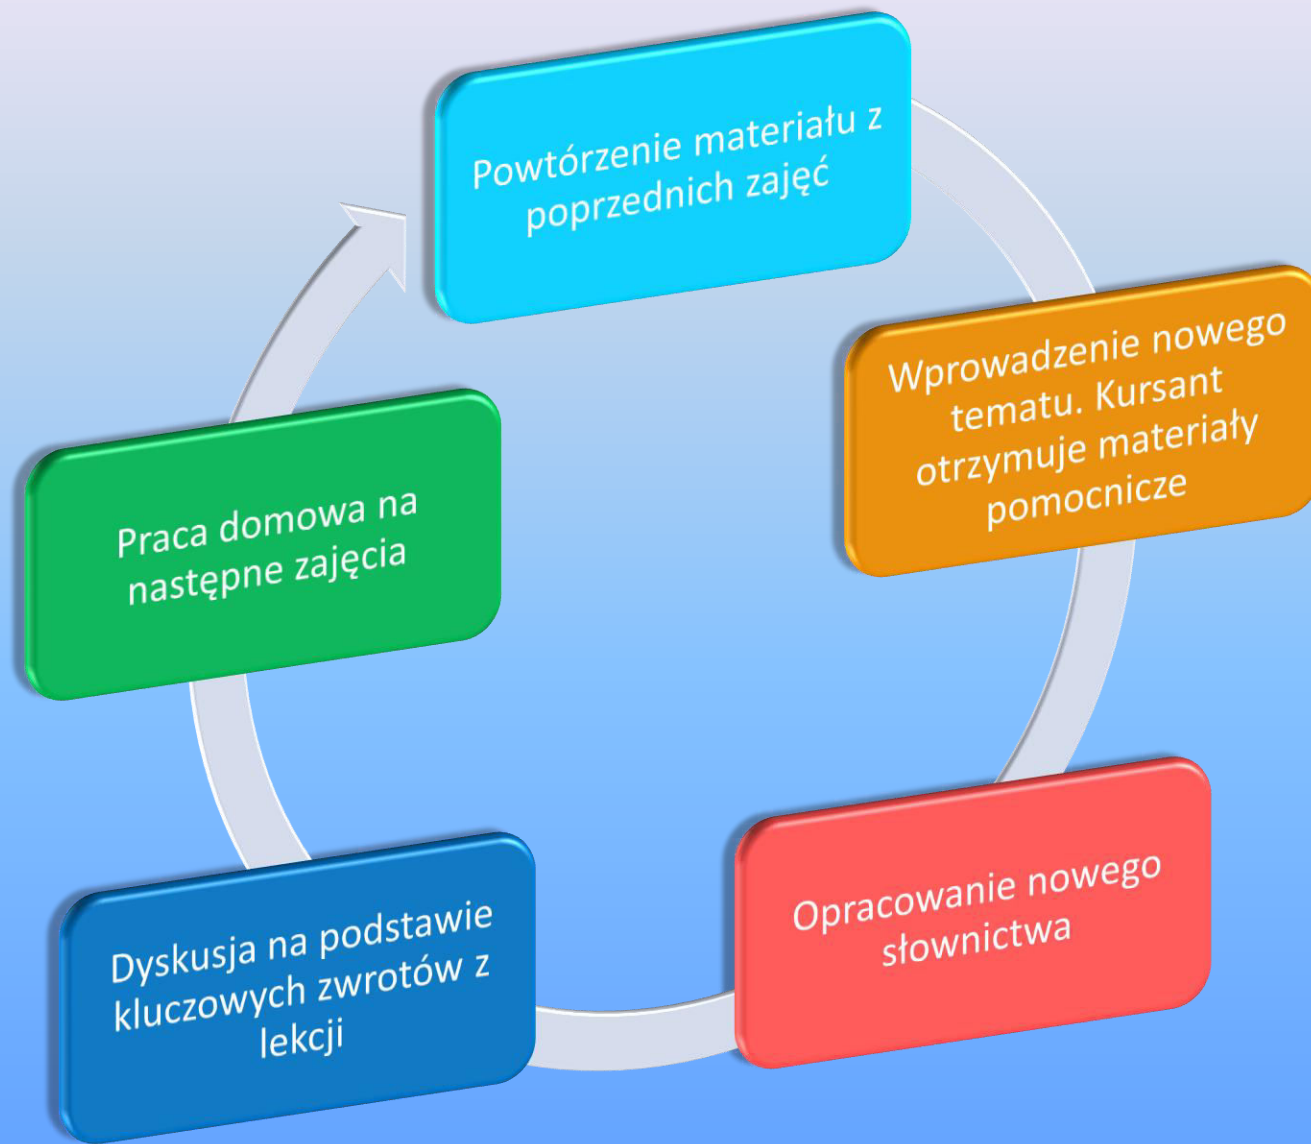 Powtórzenie materiału z
poprzednich zajęć
Wprowadzenie nowego
tematu. Kursant
otrzymuje materiały
pomocnicze
Opracowanie nowego
słownictwa
Dyskusja na podstawie
kluczowych zwrotów z
lekcji
Praca domowa na
następne zajęcia